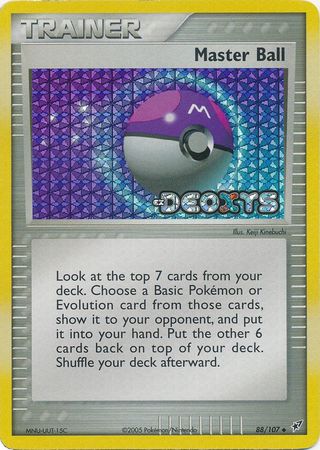 TRAINER
Master Ball
M
ex DEOXYS
Illus. Keiji Kinebuchi
Look at the top 7 cards from your
deck. Choose a Basic Pokémon or
Evolution card from those cards,
show it to your opponent, and put
it into your hand. Put the other 6
cards back on top of your deck.
Shuffle your deck afterward.
MNU-UUT-15C
©2005 Pokémon/Nintendo
88/107 ◆